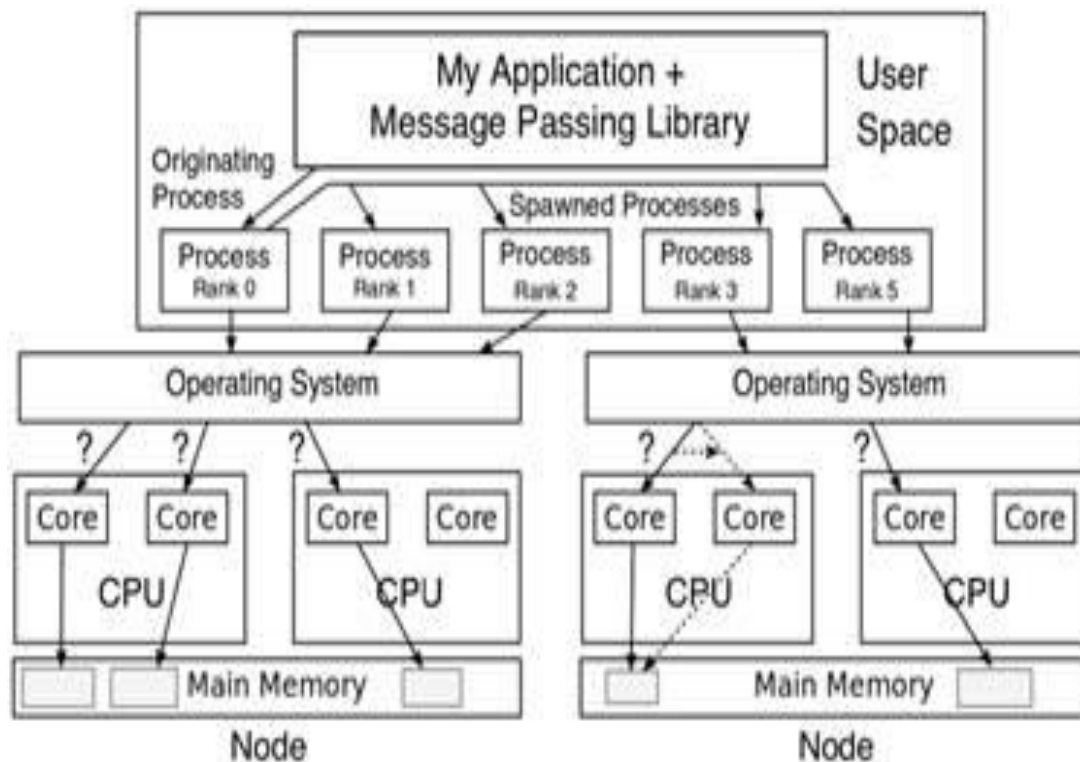 My Application +
Message Passing Library
User
Space
Originating
Process
Spawned Processes
Process
Rank 0
Process
Rank 1
Process
Rank 2
Process
Rank 3
Process
Rank 5
Operating System
Operating System
?
?
?
?
?
Core
Core
Core
Core
Core
Core
Core
Core
CPU
CPU
CPU
CPU
Main Memory
Main Memory
Node
Node